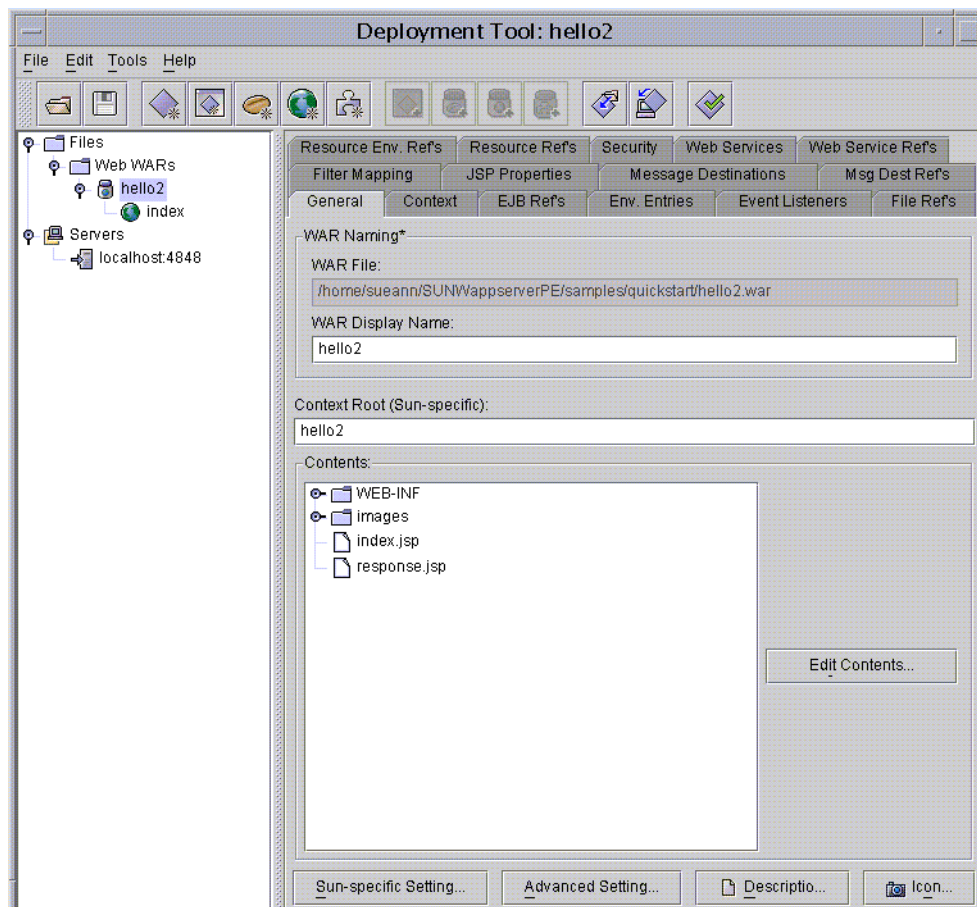 Deployment Tool: hello2
File Edit Tools Help
Files
Web WARs
hello2
index
Servers
localhost:4848
Resource Env. Ref's Resource Ref's Security Web Services Web Service Ref's
Filter Mapping JSP Properties Message Destinations Msg Dest Ref's
General Context EJB Ref's Env. Entries Event Listeners File Ref's
WAR Naming*
WAR File:
/home/sueann/SUNWappserverPE/samples/quickstart/hello2.war
WAR Display Name:
hello2
Context Root (Sun-specific):
hello2
Contents:
WEB-INF
images
index.jsp
response.jsp
Edit Contents...
Sun-specific Setting... Advanced Setting... Descriptio... Icon...